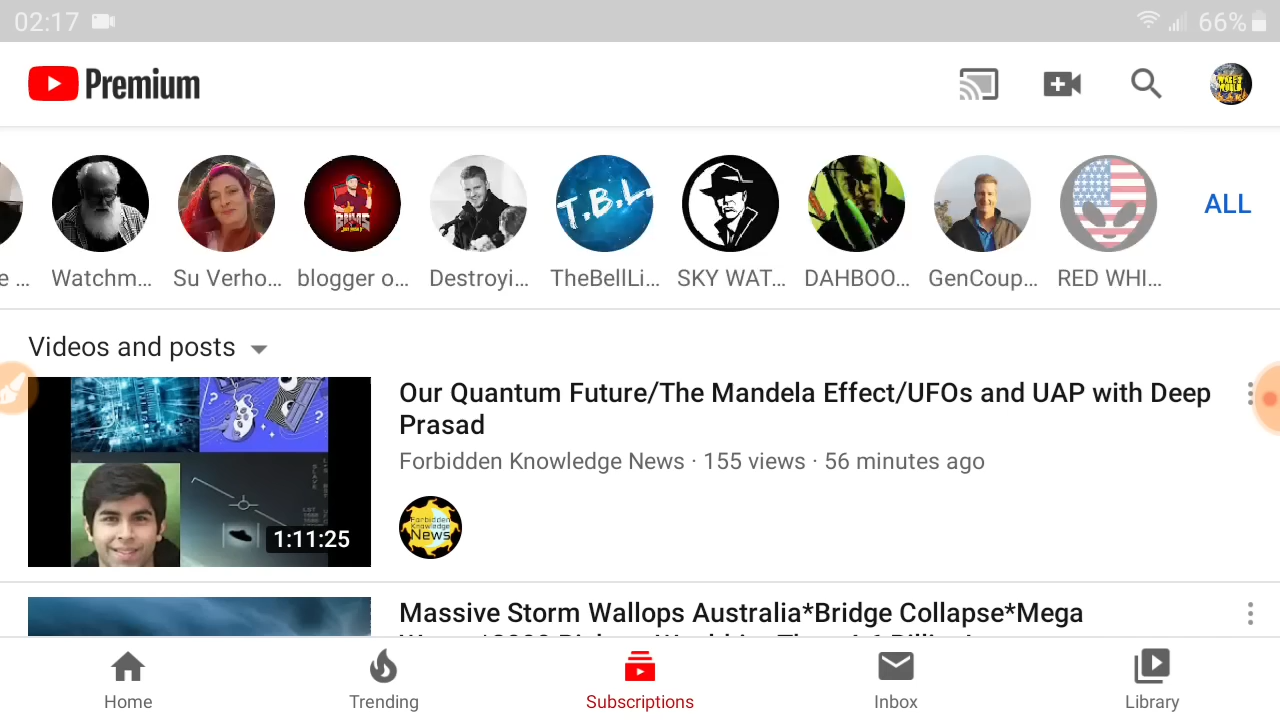 02:17
66%
Premium
T.B.L.
e ...
Watchm...
Su Verho...
blogger o...
Destroyi...
TheBellLi...
SKY WAT...
DAHBOO...
GenCoup...
RED WHI...
ALL
Videos and posts
Our Quantum Future/The Mandela Effect/UFOs and UAP with Deep
Prasad
Forbidden Knowledge News · 155 views · 56 minutes ago
1:11:25
Forbidden
Knowledge
News
Massive Storm Wallops Australia*Bridge Collapse*Mega
Home
Trending
Subscriptions
Inbox
Library